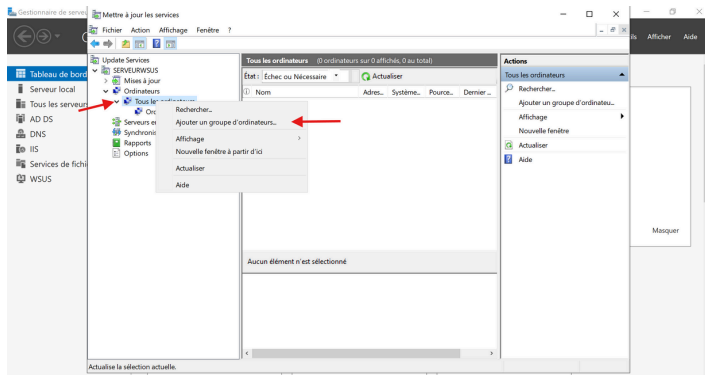 Gestionnaire de serveu
Mettre à jour les services
Fichier Action Affichage Fenêtre ?
ils Afficher Aide
Tableau de bord
Serveur local
Tous les serveurs
AD DS
DNS
IIS
Services de fichi
WSUS
Update Services
SERVEURWSUS
Mises à jour
Ordinateurs
Tous les ordinateurs
Ord
Serveurs e
Synchronis
Rapports
Options
Rechercher...
Ajouter un groupe d'ordinateurs...
Affichage
Nouvelle fenêtre à partir d'ici
Actualiser
Aide
Tous les ordinateurs (0 ordinateurs sur 0 affichés, 0 au total)
État : Échec ou Nécessaire Actualiser
Nom Adres... Système... Pource... Dernier ...
Aucun élément n'est sélectionné
Actions
Tous les ordinateurs
Rechercher...
Ajouter un groupe d'ordinateu...
Affichage
Nouvelle fenêtre
Actualiser
Aide
Masquer
Actualise la sélection actuelle.